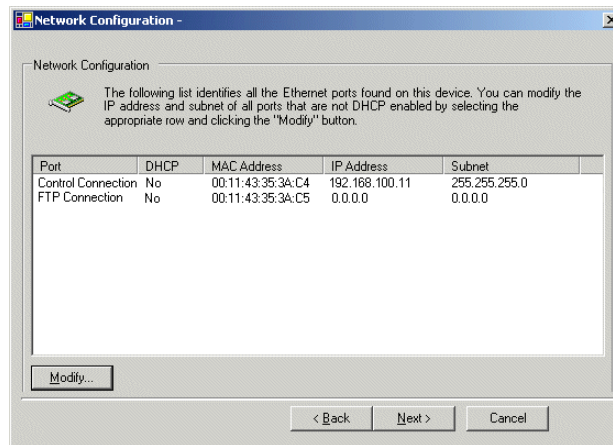 Network Configuration -
Network Configuration
The following list identifies all the Ethernet ports found on this device. You can modify the
IP address and subnet of all ports that are not DHCP enabled by selecting the
appropriate row and clicking the "Modify" button.
Port DHCP MAC Address IP Address Subnet
Control Connection No 00:11:43:35:3A:C4 192.168.100.11 255.255.255.0
FTP Connection No 00:11:43:35:3A:C5 0.0.0.0 0.0.0.0
Modify...
< Back Next > Cancel